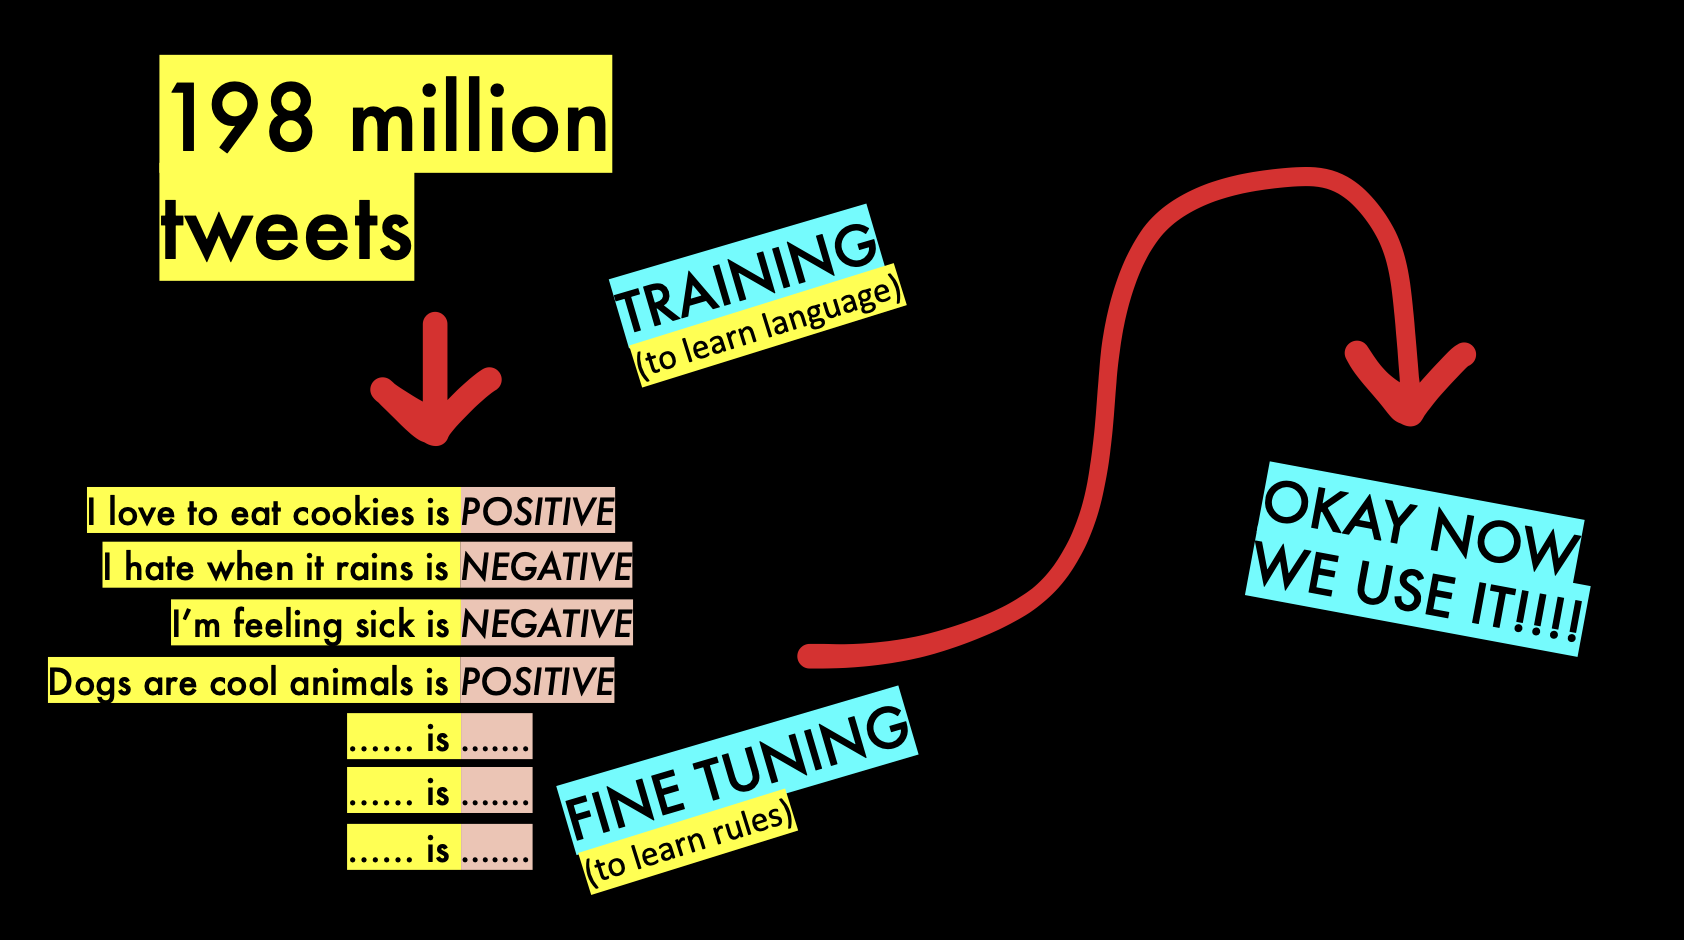 198 million
tweets
TRAINING
(to learn language)
I love to eat cookies is POSITIVE
I hate when it rains is NEGATIVE
I’m feeling sick is NEGATIVE
Dogs are cool animals is POSITIVE
...... is .......
...... is .......
...... is .......
FINE TUNING
(to learn rules)
OKAY NOW
WE USE IT!!!!